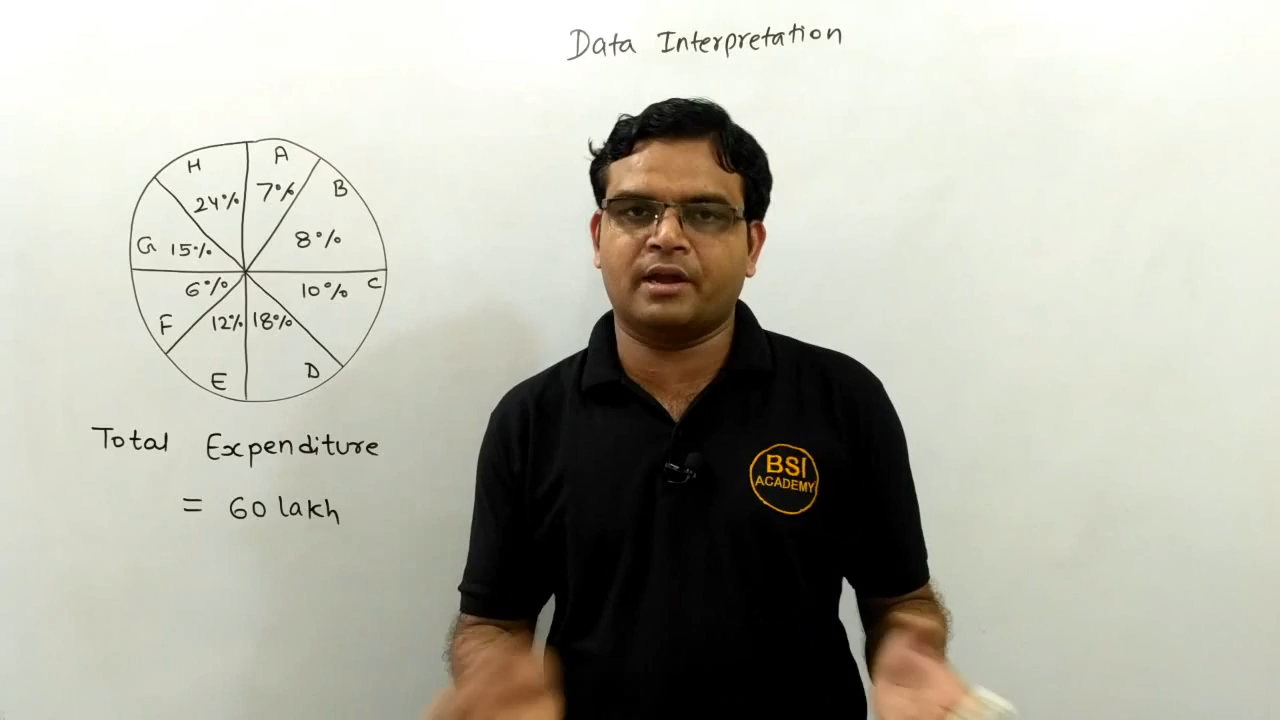 Data Interpretation
H A
24% 7% B
G 15% 8%
6% 10% C
F 12% 18%
E D
Total Expenditure
= 60 lakh
BSI
ACADEMY